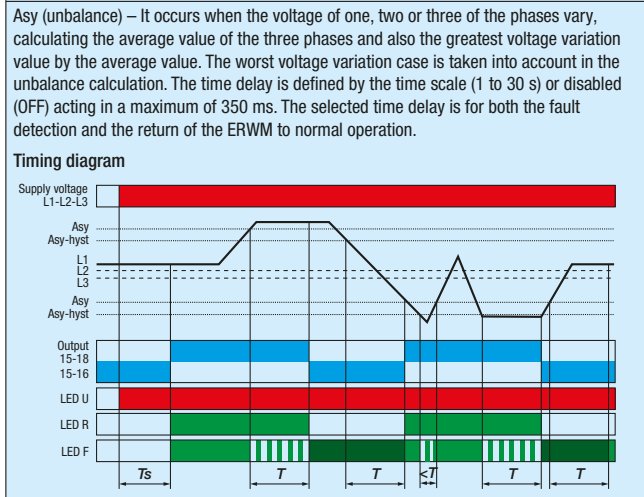 Asy (unbalance) – It occurs when the voltage of one, two or three of the phases vary,
calculating the average value of the three phases and also the greatest voltage variation
value by the average value. The worst voltage variation case is taken into account in the
unbalance calculation. The time delay is defined by the time scale (1 to 30 s) or disabled
(OFF) acting in a maximum of 350 ms. The selected time delay is for both the fault
detection and the return of the ERWM to normal operation.
Timing diagram
Supply voltage
L1-L2-L3
Asy
Asy-hyst
L1
L2
L3
Asy
Asy-hyst
Output
15-18
15-16
LED U
LED R
LED F
Ts
T
T
<T
T
T